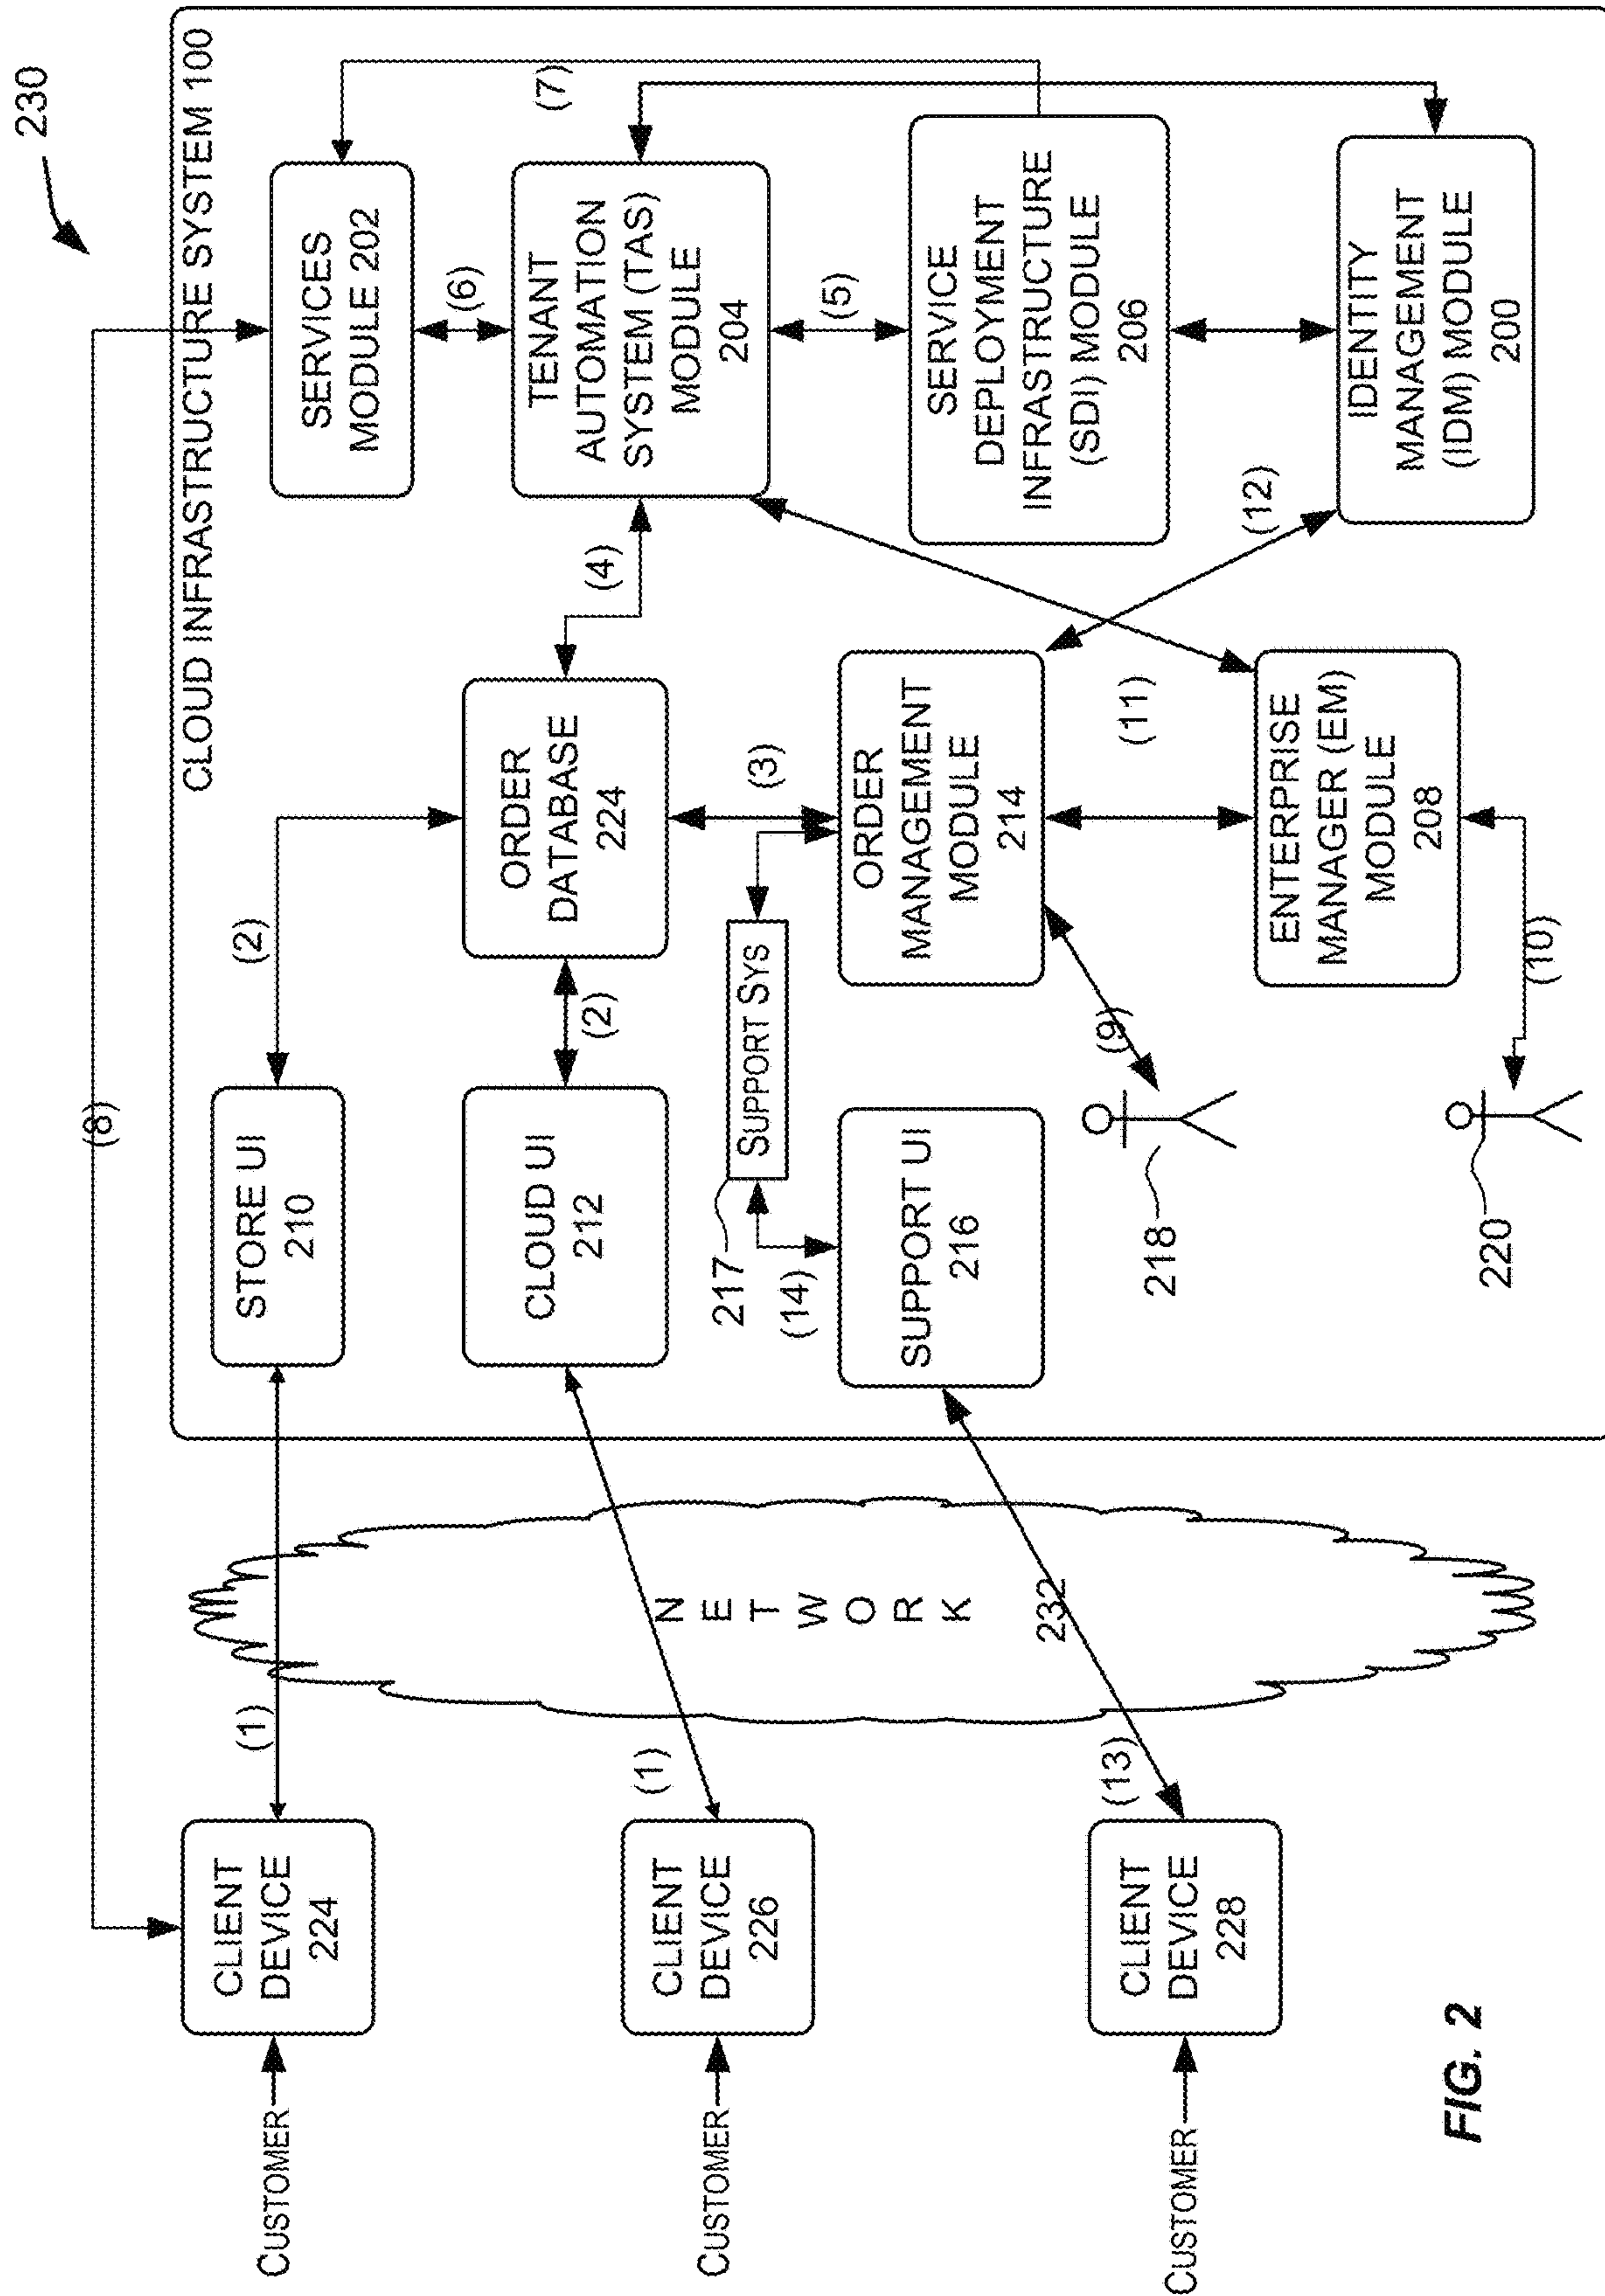 230
CLOUD INFRASTRUCTURE SYSTEM 100
(8)
CUSTOMER
CLIENT
DEVICE
224
(1)
STORE UI
210
(2)
SERVICES
MODULE 202
(6)
(7)
CUSTOMER
CLIENT
DEVICE
226
(1)
CLOUD UI
212
(2)
ORDER
DATABASE
224
(4)
TENANT
AUTOMATION
SYSTEM (TAS)
MODULE
204
(5)
N
E
T
W
O
R
K
232
217
SUPPORT SYS
(14)
(3)
SUPPORT UI
216
ORDER
MANAGEMENT
MODULE
214
SERVICE
DEPLOYMENT
INFRASTRUCTURE
(SDI) MODULE
206
CUSTOMER
CLIENT
DEVICE
228
(13)
218
(9)
(11)
(12)
220
(10)
ENTERPRISE
MANAGER (EM)
MODULE
208
IDENTITY
MANAGEMENT
(IDM) MODULE
200
FIG. 2